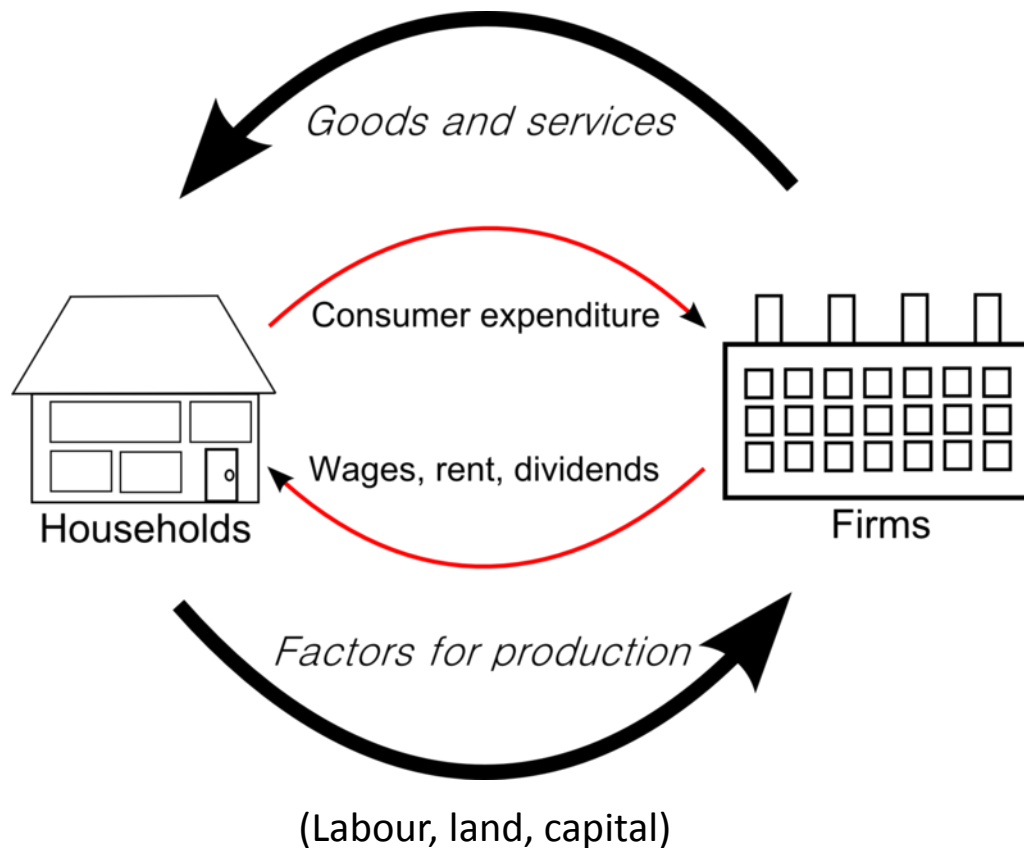 Goods and services
Consumer expenditure
Wages, rent, dividends
Households
Firms
Factors for production
(Labour, land, capital)